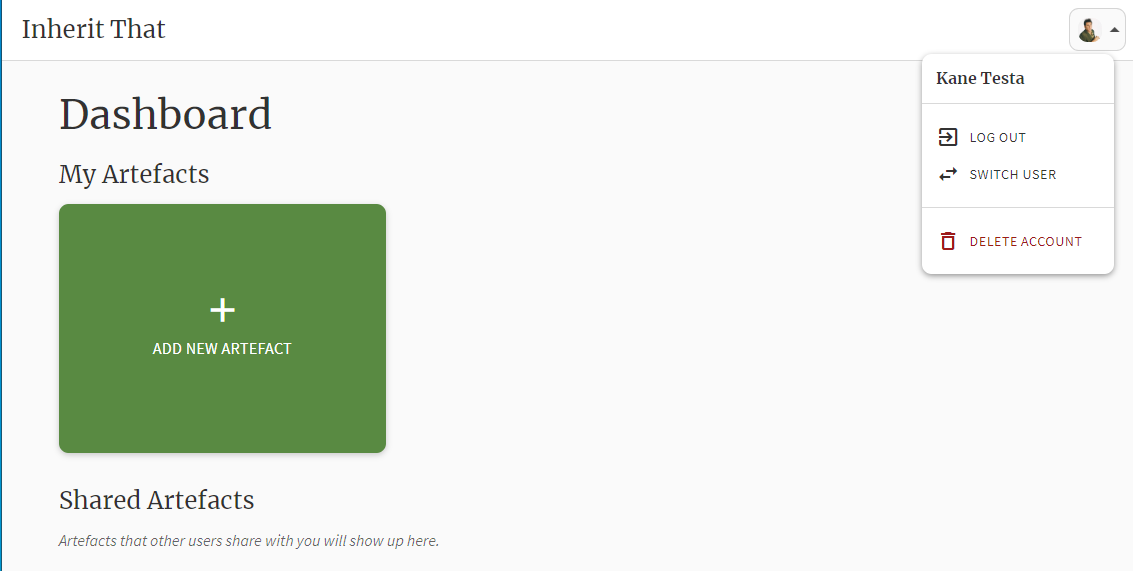 Inherit That
Kane Testa
LOG OUT
SWITCH USER
DELETE ACCOUNT
Dashboard
My Artefacts
ADD NEW ARTEFACT
Shared Artefacts
Artefacts that other users share with you will show up here.